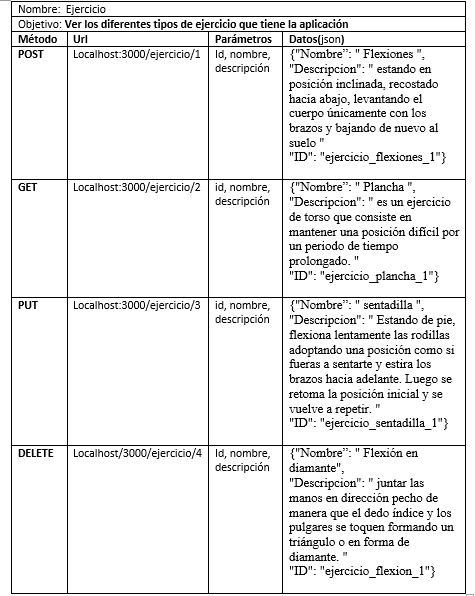 Nombre: Ejercicio
Objetivo: Ver los diferentes tipos de ejercicio que tiene la aplicación
Método Url Parámetros Datos(json)
POST Localhost:3000/ejercicio/1 Id, nombre, {"Nombre”: " Flexiones ",
descripción "Descripcion": " estando en
posición inclinada, recostado
hacia abajo, levantando el
cuerpo únicamente con los
brazos y bajando de nuevo al
suelo "
"ID": "ejercicio_flexiones_1"}
GET Localhost:3000/ejercicio/2 id, nombre, {"Nombre”: " Plancha ",
descripción "Descripcion": " es un ejercicio
de torso que consiste en
mantener una posición difícil por
un periodo de tiempo
prolongado. "
"ID": "ejercicio_plancha_1"}
PUT Localhost:3000/ejercicio/3 id, nombre, {"Nombre”: " sentadilla ",
descripción "Descripcion": " Estando de pie,
flexiona lentamente las rodillas
adoptando una posición como si
fueras a sentarte y estira los
brazos hacia adelante. Luego se
retoma la posición inicial y se
vuelve a repetir. "
"ID": "ejercicio_sentadilla_1"}
DELETE Localhost/3000/ejercicio/4 Id, nombre, {"Nombre”: " Flexión en
descripción diamante",
"Descripcion": " juntar las
manos en dirección pecho de
manera que el dedo índice y los
pulgares se toquen formando un
triángulo o en forma de
diamante. "
"ID": "ejercicio_flexion_1"}